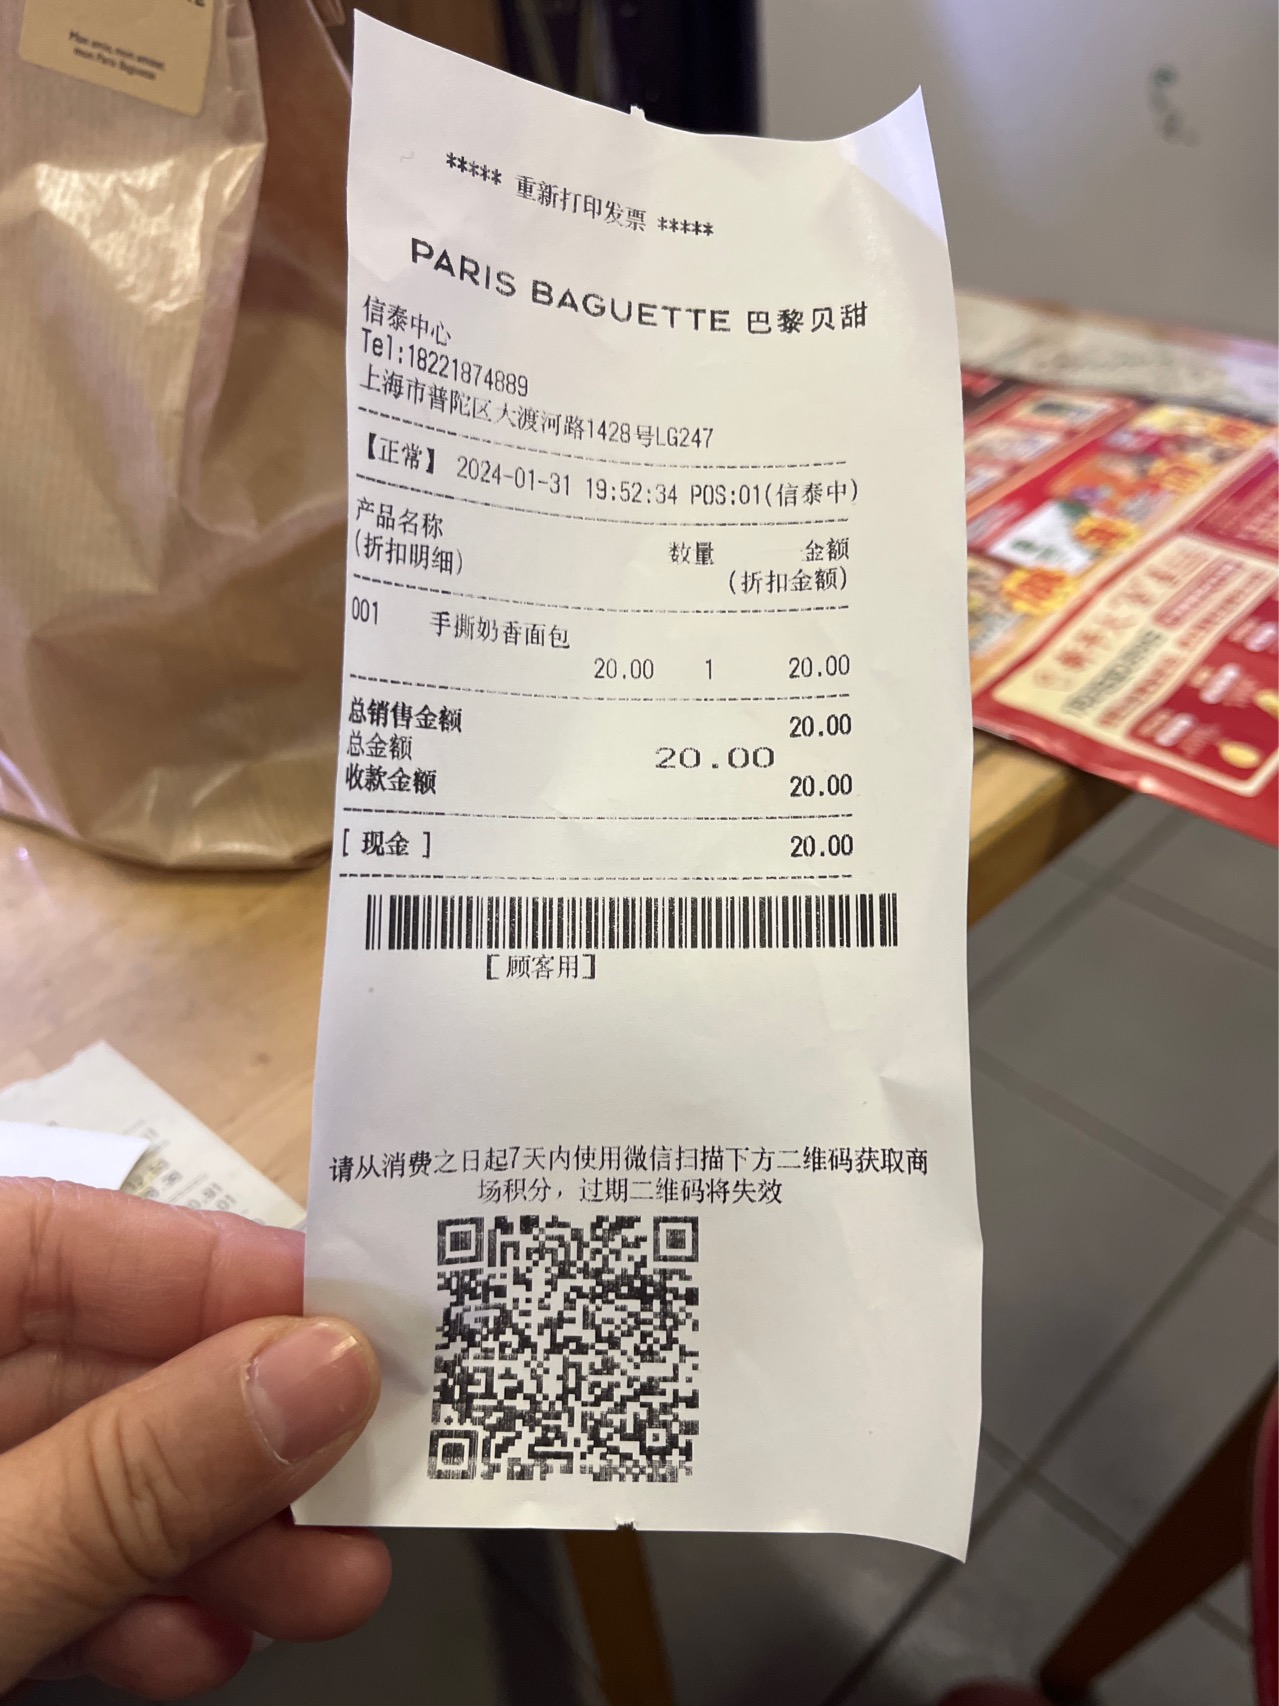 Mon amie, mon amour,
mon Paris Baguette
***** 重新打印发票 *****
PARIS BAGUETTE 巴黎贝甜
信泰中心
Tel:18221874889
上海市普陀区大渡河路1428号LG247
【正常】 2024-01-31 19:52:34 POS:01(信泰中)
产品名称 数量 金额
(折扣明细) (折扣金额)
001 手撕奶香面包
20.00 1 20.00
总销售金额 20.00
总金额 20.00
收款金额 20.00
[ 现金 ] 20.00
[ 顾客用]
请从消费之日起7天内使用微信扫描下方二维码获取商
场积分，过期二维码将失效